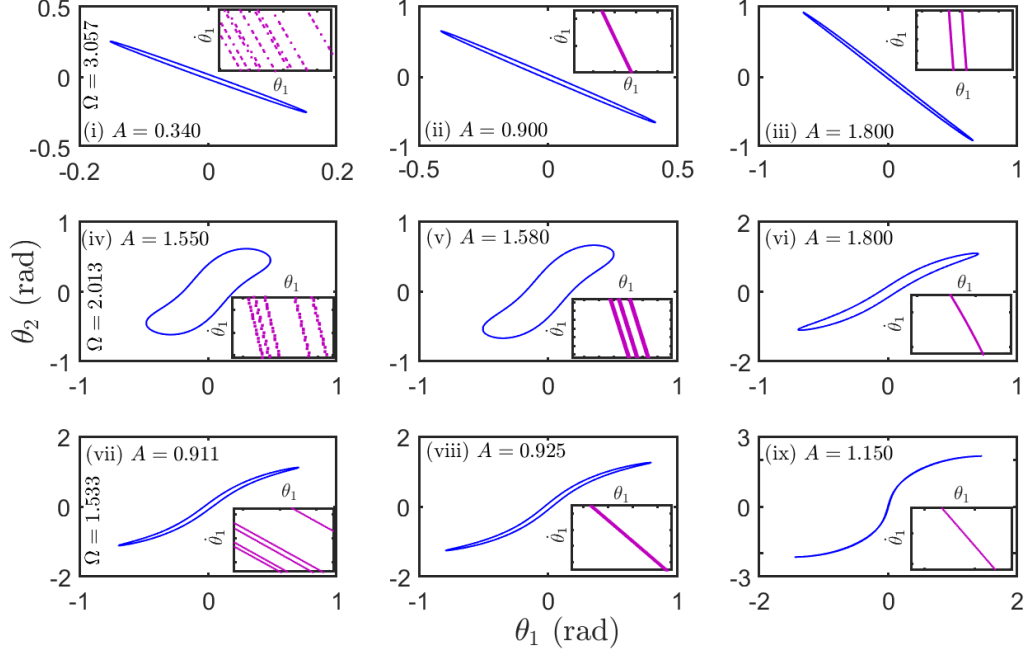 θ₂ (rad)
Ω = 3.057
0.5
0
-0.5
-0.2
0
0.2
(i) A = 0.340
θ̇₁
θ₁
1
0
-1
-0.5
0
0.5
(ii) A = 0.900
θ̇₁
θ₁
1
0
-1
-1
0
1
(iii) A = 1.800
θ̇₁
θ₁
Ω = 2.013
1
0
-1
-1
0
1
(iv) A = 1.550
θ₁
θ̇₁
1
0
-1
-1
0
1
(v) A = 1.580
θ₁
θ̇₁
2
0
-2
-1
0
1
(vi) A = 1.800
θ₁
θ̇₁
Ω = 1.533
2
0
-2
-1
0
1
(vii) A = 0.911
θ₁
θ̇₁
2
0
-2
-1
0
1
(viii) A = 0.925
θ₁
θ̇₁
3
0
-3
-2
0
2
(ix) A = 1.150
θ₁
θ̇₁
θ₁ (rad)